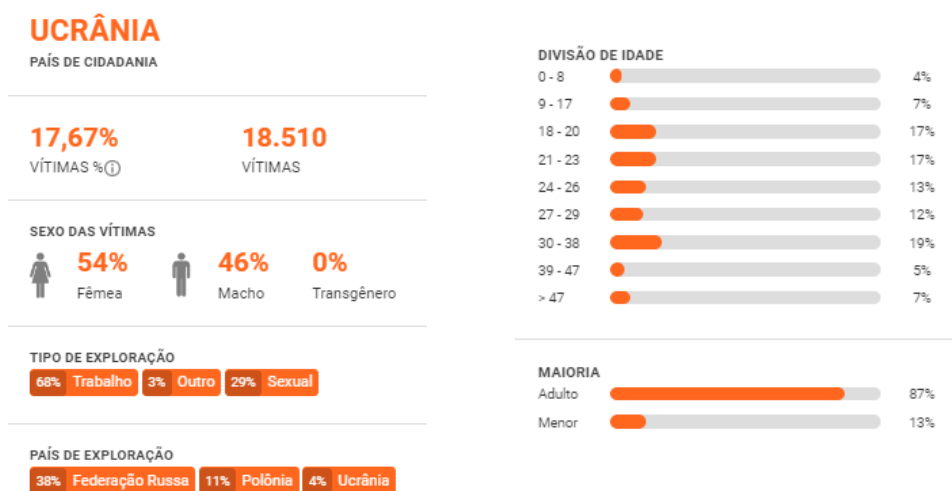 UCRÂNIA
PAÍS DE CIDADANIA
17,67% 18.510
VÍTIMAS % VÍTIMAS
SEXO DAS VÍTIMAS
54% 46% 0%
Fêmea Macho Transgênero
TIPO DE EXPLORAÇÃO
68% Trabalho 3% Outro 29% Sexual
PAÍS DE EXPLORAÇÃO
38% Federação Russa 11% Polônia 4% Ucrânia
DIVISÃO DE IDADE
0 - 8 4%
9 - 17 7%
18 - 20 17%
21 - 23 17%
24 - 26 13%
27 - 29 12%
30 - 38 19%
39 - 47 5%
> 47 7%
MAIORIA
Adulto 87%
Menor 13%